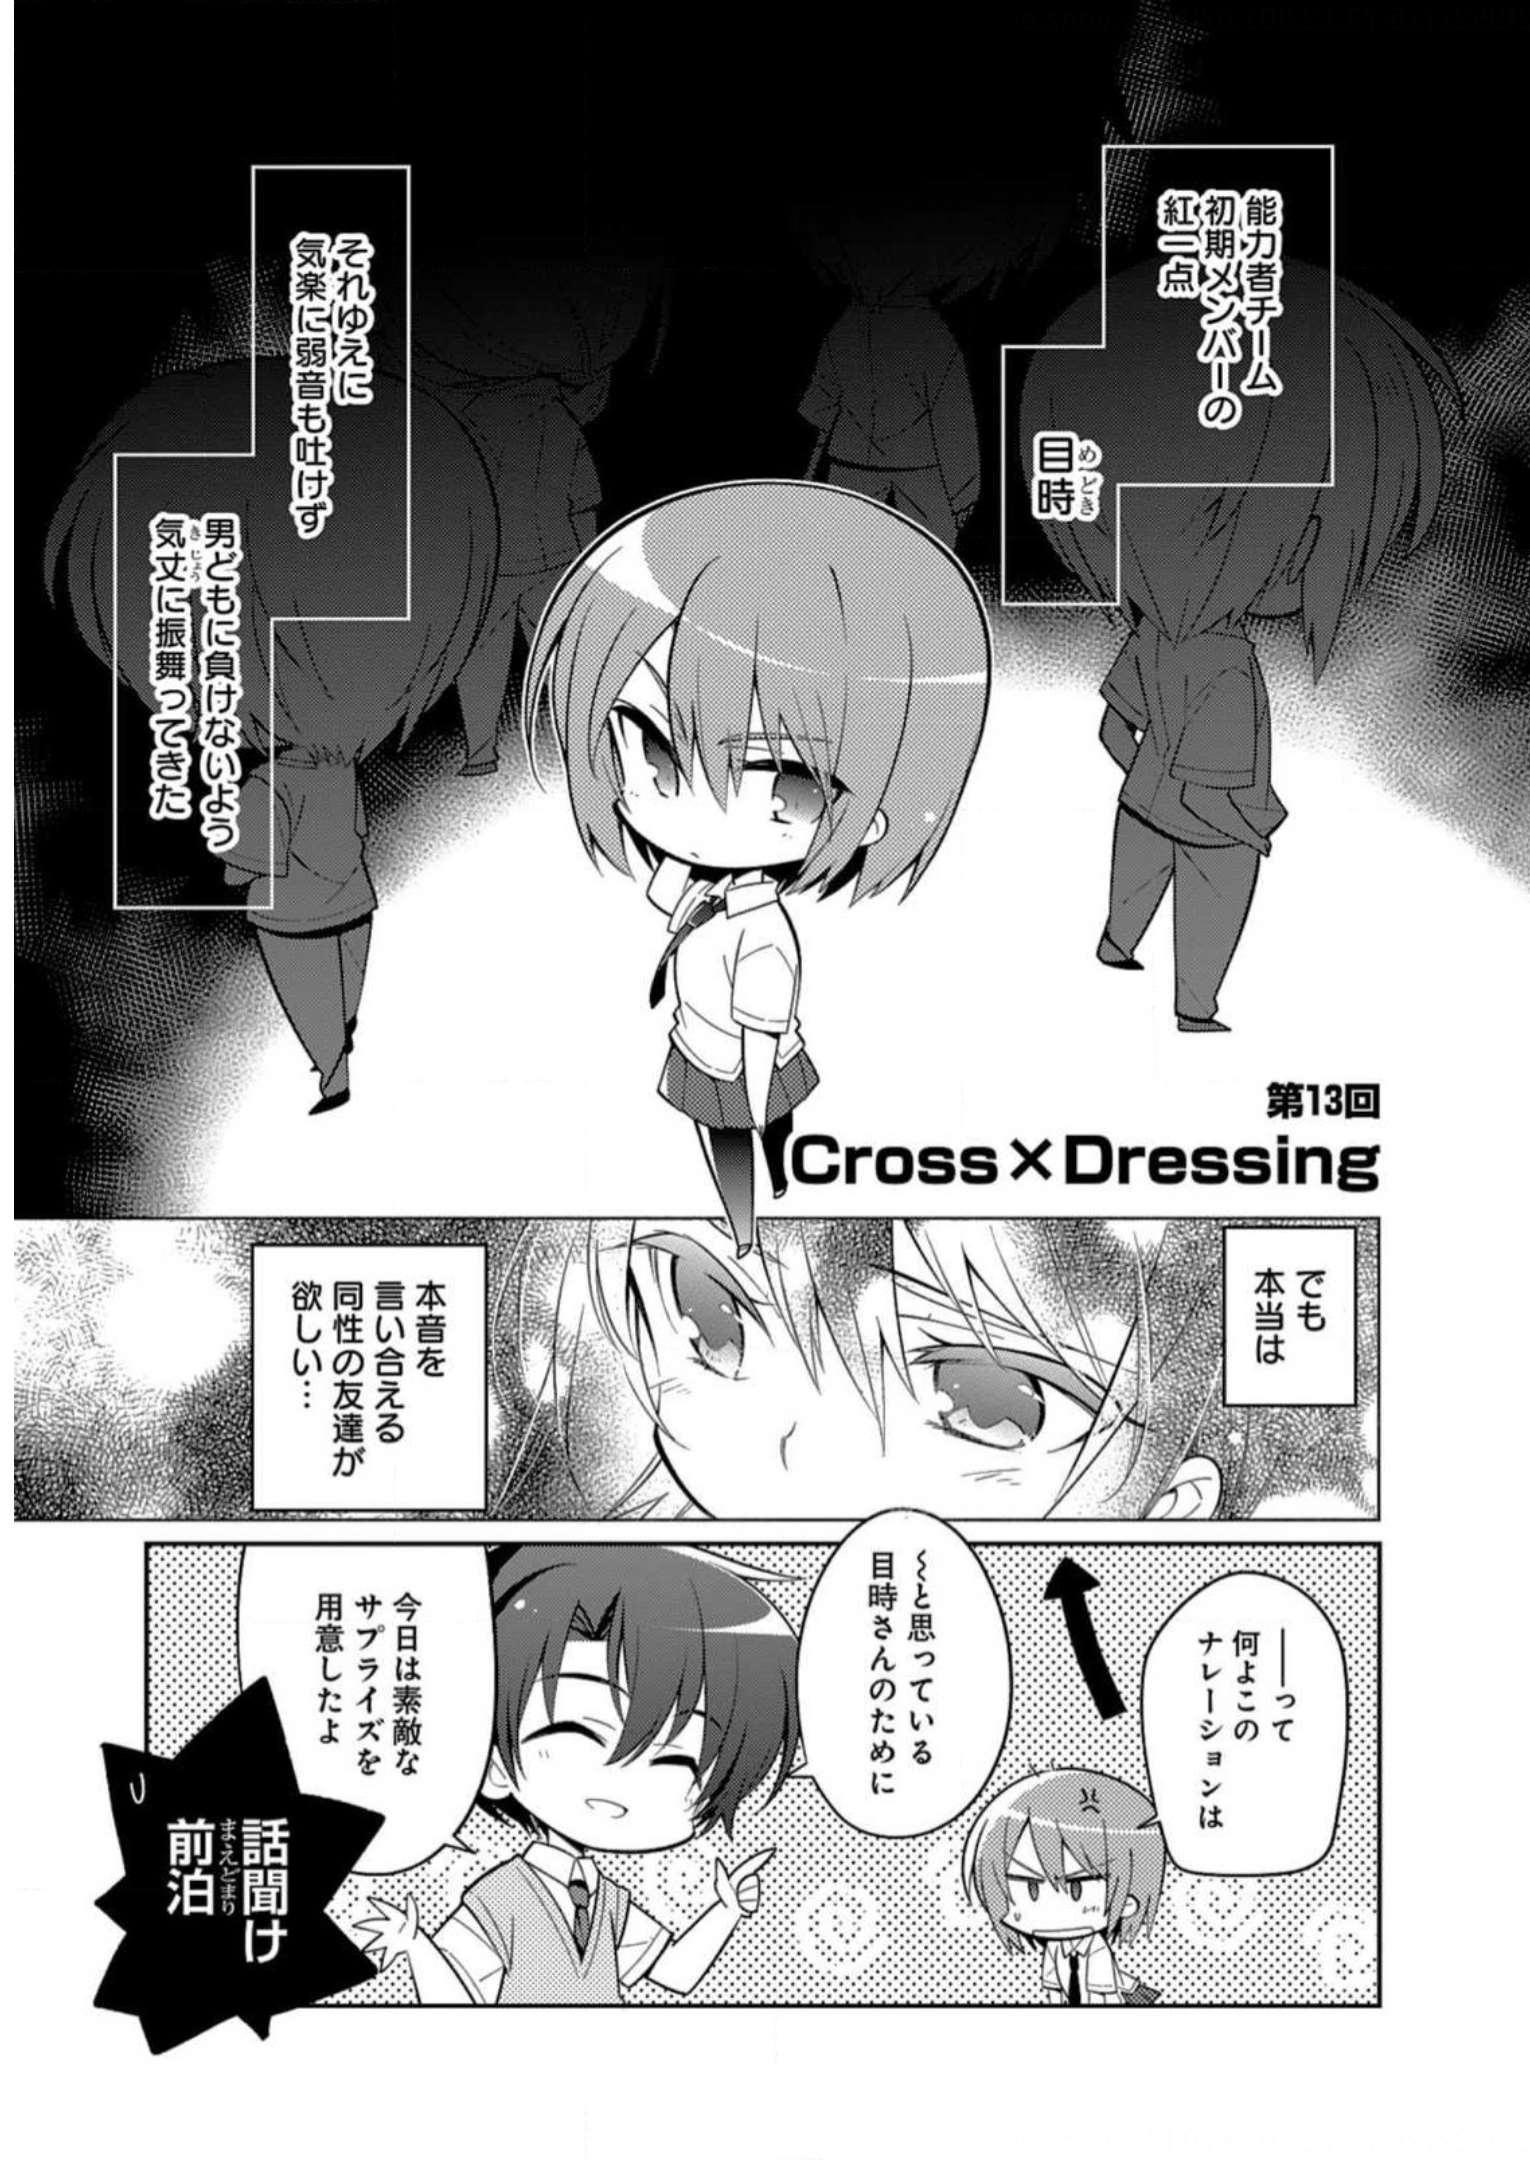 能力者チーム
初期メンバーの
紅一点
目時
めどき
それゆえに
気楽に弱音も吐けず
男どもに負けないよう
気丈に振舞ってきた
きじょう
第13回
Cross×Dressing
でも
本当は
本音を
言い合える
同性の友達が
欲しい…
――って
何よこの
ナレーションは
～と思っている
目時さんのために
今日は素敵な
サプライズを
用意したよ
話聞け
前泊
まえどまり